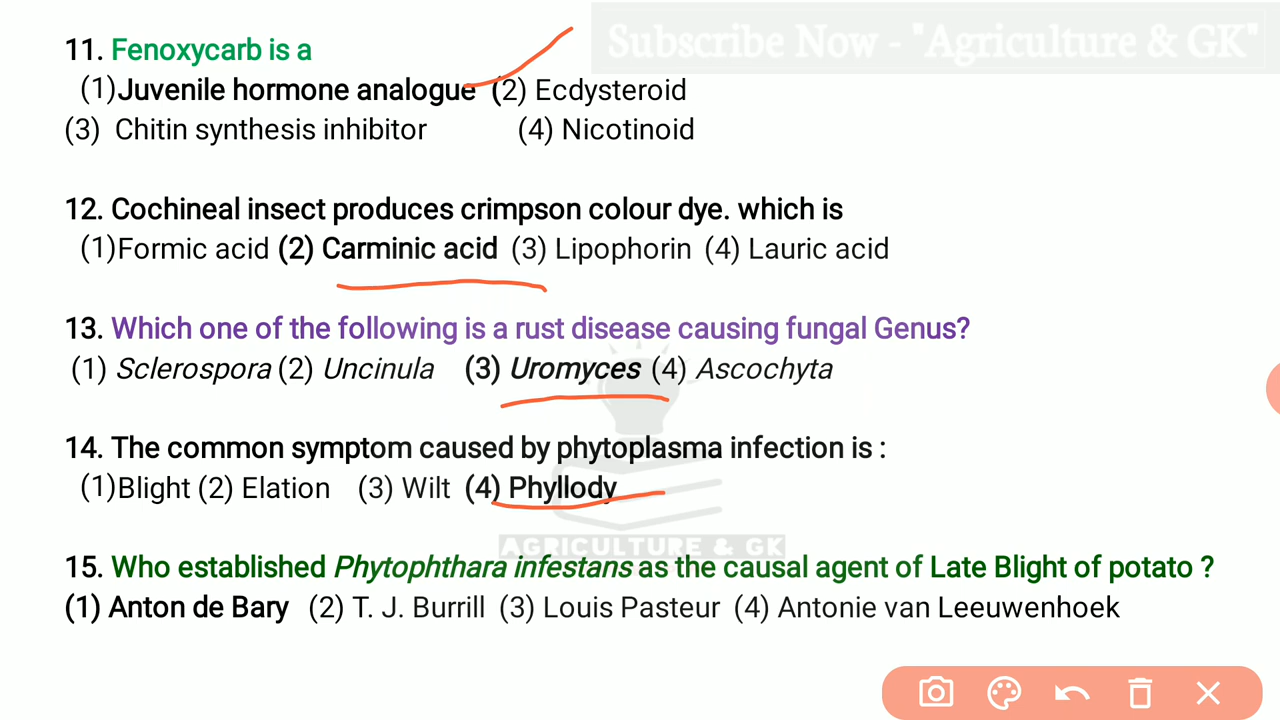 Subscribe Now - "Agriculture & GK"
11. Fenoxycarb is a
(1)Juvenile hormone analogue (2) Ecdysteroid
(3) Chitin synthesis inhibitor (4) Nicotinoid
12. Cochineal insect produces crimpson colour dye. which is
(1)Formic acid (2) Carminic acid (3) Lipophorin (4) Lauric acid
13. Which one of the following is a rust disease causing fungal Genus?
(1) Sclerospora (2) Uncinula (3) Uromyces (4) Ascochyta
14. The common symptom caused by phytoplasma infection is :
(1)Blight (2) Elation (3) Wilt (4) Phyllody
AGRICULTURE & GK
15. Who established Phytophthara infestans as the causal agent of Late Blight of potato ?
(1) Anton de Bary (2) T. J. Burrill (3) Louis Pasteur (4) Antonie van Leeuwenhoek